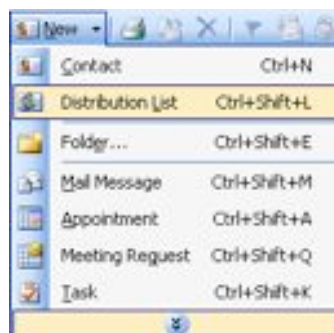 New
Contact Ctrl+N
Distribution List Ctrl+Shift+L
Folder... Ctrl+Shift+E
Mail Message Ctrl+Shift+M
Appointment Ctrl+Shift+A
Meeting Request Ctrl+Shift+Q
Task Ctrl+Shift+K